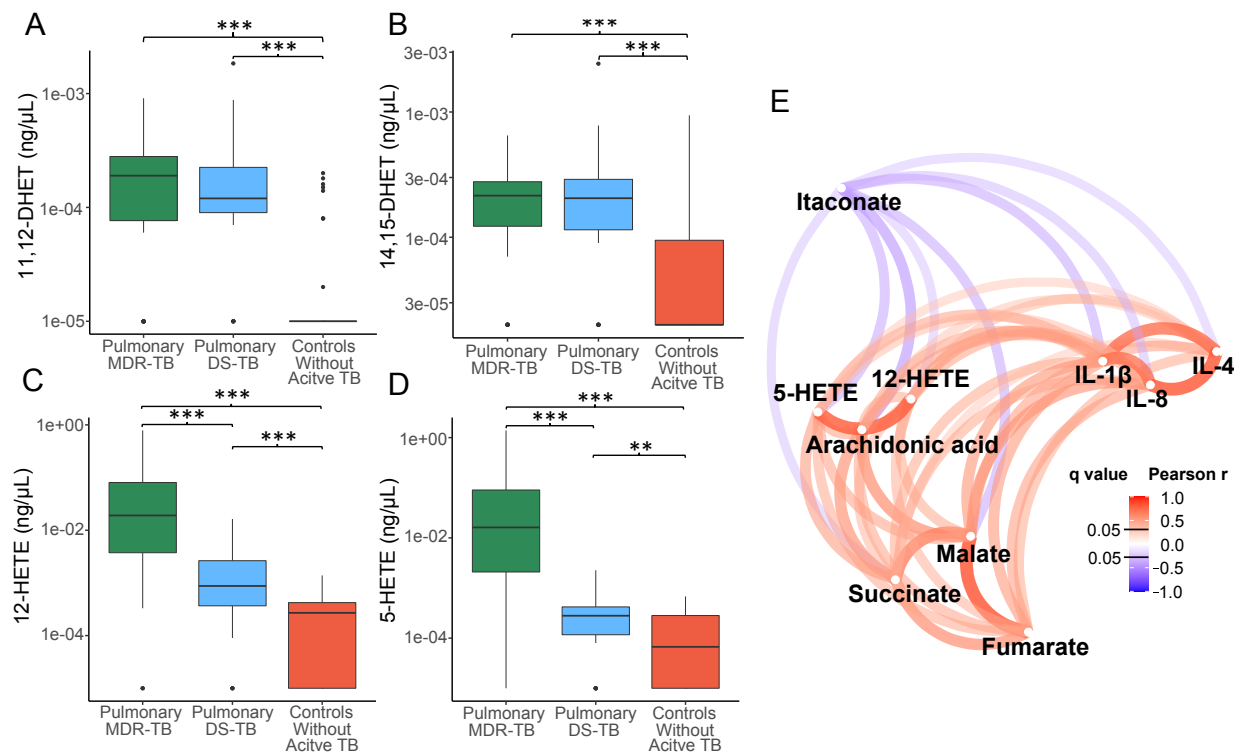 A
***
***
11,12-DHET (ng/µL)
1e-03
1e-04
1e-05
Pulmonary MDR-TB
Pulmonary DS-TB
Controls Without Acitve TB
B
***
***
14,15-DHET (ng/µL)
3e-03
1e-03
3e-04
1e-04
3e-05
Pulmonary MDR-TB
Pulmonary DS-TB
Controls Without Acitve TB
C
***
***
***
12-HETE (ng/µL)
1e+00
1e-02
1e-04
Pulmonary MDR-TB
Pulmonary DS-TB
Controls Without Acitve TB
D
***
***
**
5-HETE (ng/µL)
1e+00
1e-02
1e-04
Pulmonary MDR-TB
Pulmonary DS-TB
Controls Without Acitve TB
E
Itaconate
IL-4
IL-1β
IL-8
12-HETE
5-HETE
Arachidonic acid
Malate
Succinate
Fumarate
q value Pearson r
1.0
0.5
0.05
0.0
0.05
−0.5
−1.0